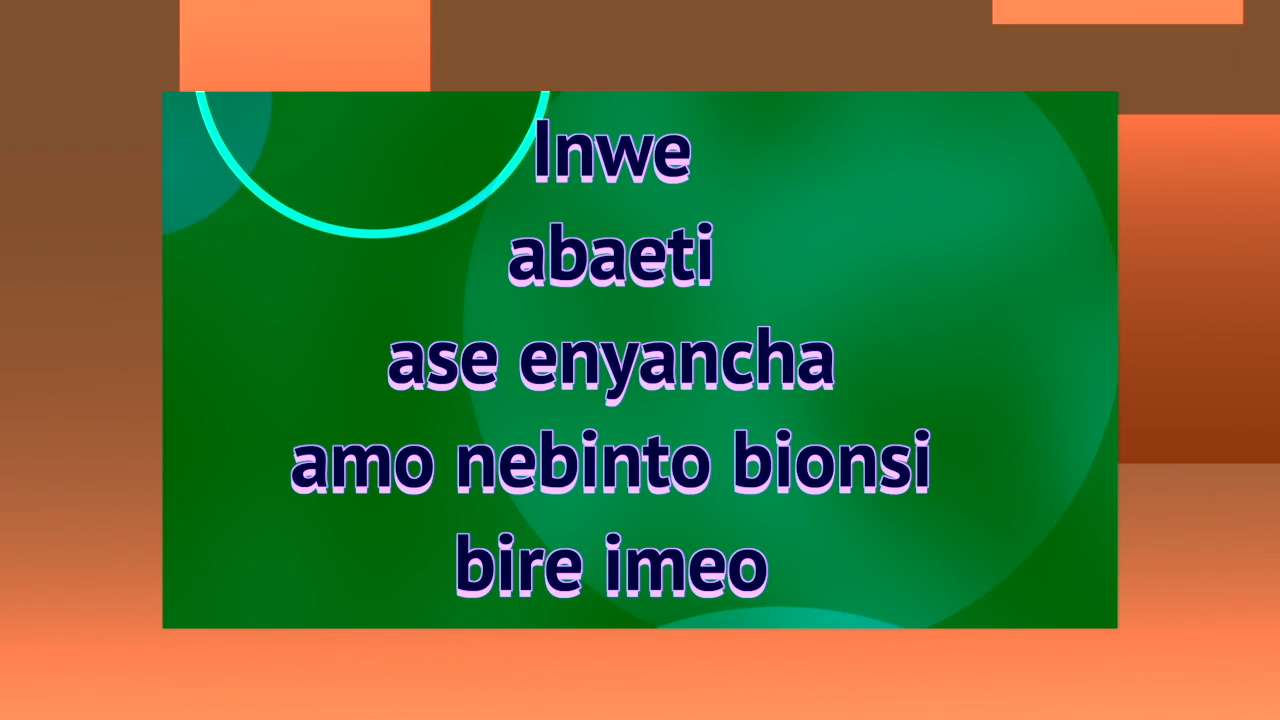 Inwe
abaeti
ase enyancha
amo nebinto bionsi
bire imeo